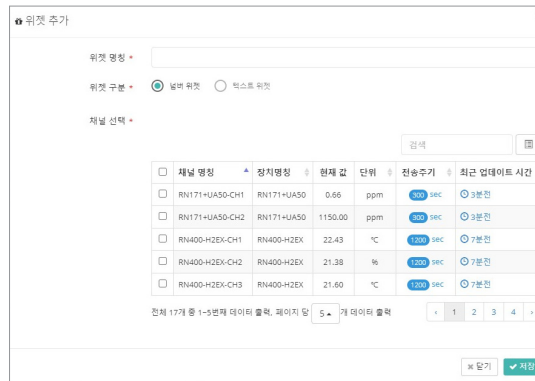 위젯 추가
위젯 명칭 *
위젯 구분 * 넘버 위젯 텍스트 위젯
채널 선택 *
검색
채널 명칭 장치명칭 현재 값 단위 전송주기 최근 업데이트 시간
RN171+UA50-CH1 RN171+UA50 0.66 ppm 300 sec 3분전
RN171+UA50-CH2 RN171+UA50 1150.00 ppm 300 sec 3분전
RN400-H2EX-CH1 RN400-H2EX 22.43 ℃ 1200 sec 7분전
RN400-H2EX-CH2 RN400-H2EX 21.38 % 1200 sec 7분전
RN400-H2EX-CH3 RN400-H2EX 21.60 ℃ 1200 sec 7분전
전체 17개 중 1-5번째 데이터 출력, 페이지 당 5 개 데이터 출력 ‹ 1 2 3 4 ›
닫기 저장